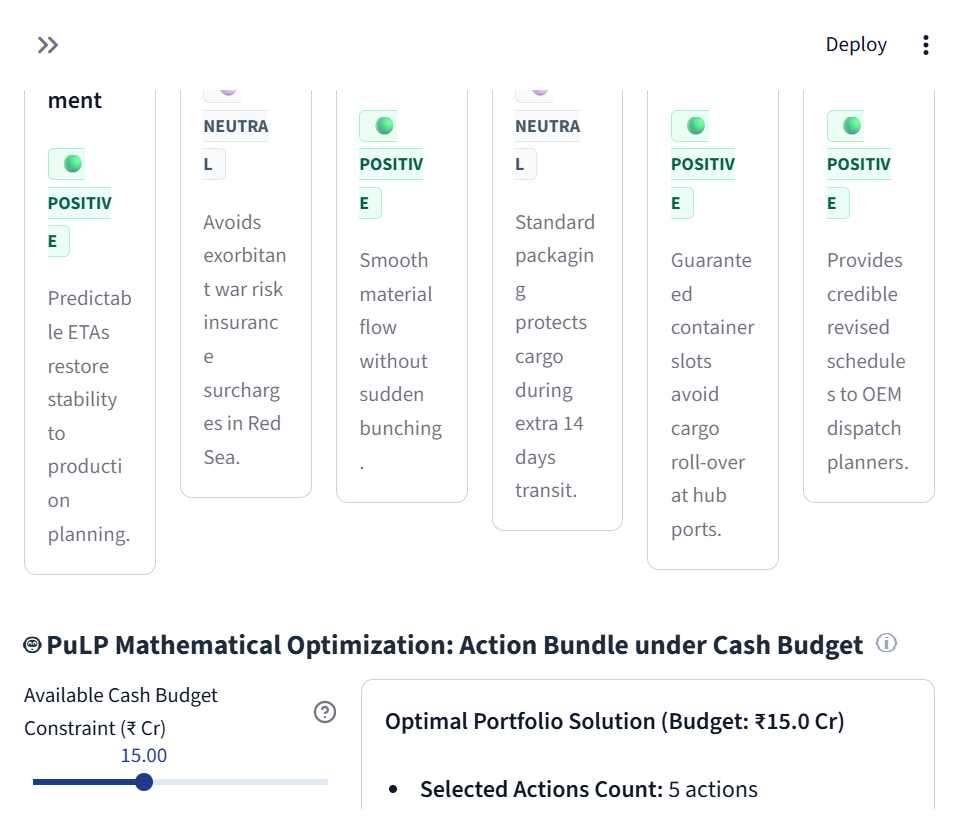 Deploy
ment
POSITIV
E
Predictab
le ETAs
restore
stability
to
producti
on
planning.
NEUTRA
L
Avoids
exorbitan
t war risk
insuranc
e
surcharg
es in Red
Sea.
POSITIV
E
Smooth
material
flow
without
sudden
bunching
.
NEUTRA
L
Standard
packagin
g
protects
cargo
during
extra 14
days
transit.
POSITIV
E
Guarante
ed
container
slots
avoid
cargo
roll-over
at hub
ports.
POSITIV
E
Provides
credible
revised
schedule
s to OEM
dispatch
planners.
PuLP Mathematical Optimization: Action Bundle under Cash Budget
Available Cash Budget
Constraint (₹ Cr)
15.00
Optimal Portfolio Solution (Budget: ₹15.0 Cr)
• Selected Actions Count: 5 actions